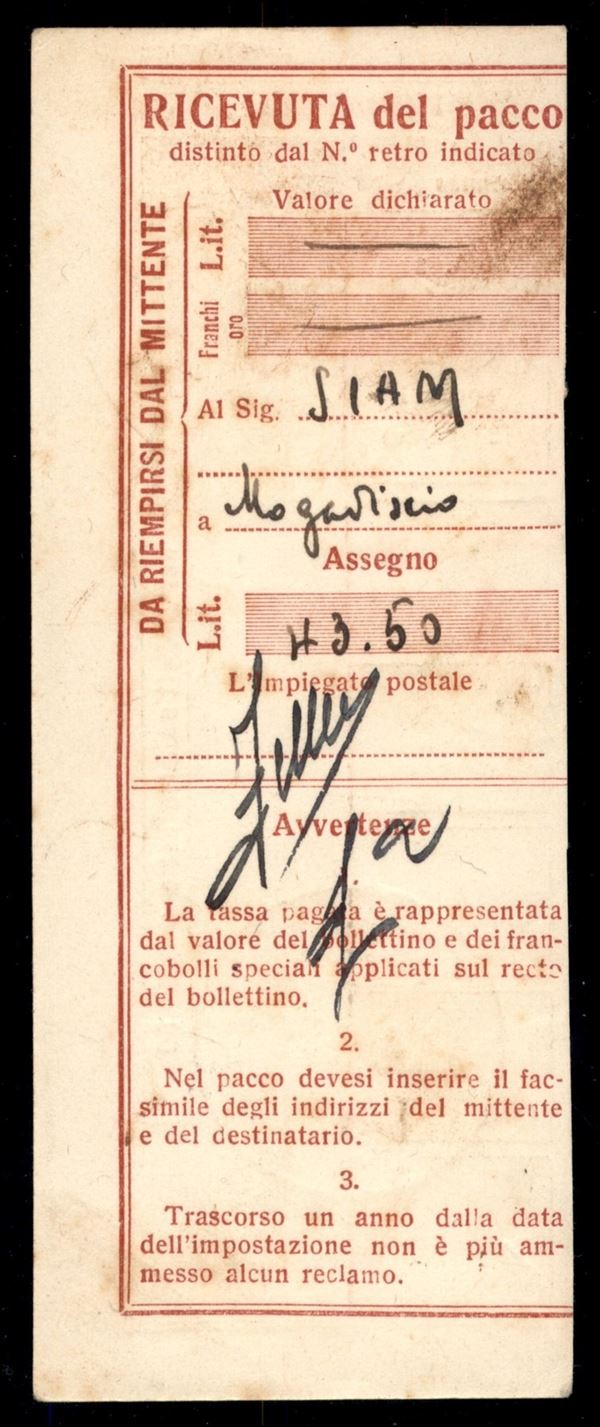 RICEVUTA del pacco
distinto dal N.º retro indicato
DA RIEMPIRSI DAL MITTENTE
Valore dichiarato
L.it.
Franchi
oro
Al Sig. SIAM
a Mogadiscio
Assegno
L.it. 43.50
L'impiegato postale
Avvertenze
1.
La tassa pagata è rappresentata
dal valore del bollettino e dei fran-
cobolli speciali applicati sul recto
del bollettino.
2.
Nel pacco devesi inserire il fac-
simile degli indirizzi del mittente
e del destinatario.
3.
Trascorso un anno dalla data
dell'impostazione non è più am-
messo alcun reclamo.